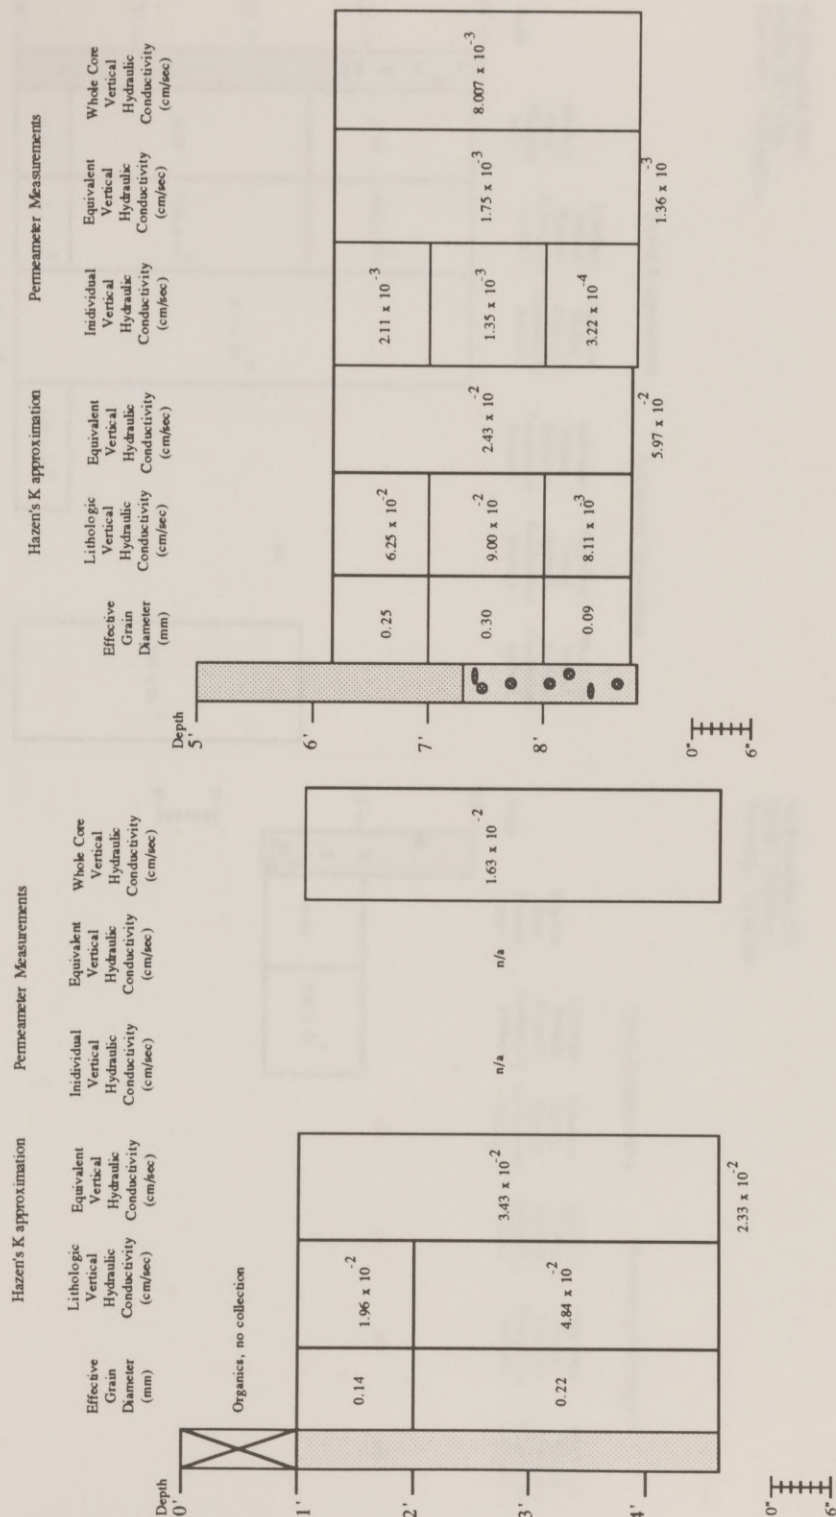 Hazen's K approximation
Permeameter Measurements
Effective
Grain
Diameter
(mm)
Lithologic
Vertical
Hydraulic
Conductivity
(cm/sec)
Equivalent
Vertical
Hydraulic
Conductivity
(cm/sec)
Inidividual
Vertical
Hydraulic
Conductivity
(cm/sec)
Equivalent
Vertical
Hydraulic
Conductivity
(cm/sec)
Whole Core
Vertical
Hydraulic
Conductivity
(cm/sec)
Depth
0'
Organics, no collection
1'
0.14
1.96 x 10-2
2'
3.43 x 10-2
n/a
n/a
1.63 x 10-2
3'
0.22
4.84 x 10-2
4'
2.33 x 10-2
0"
6"
Hazen's K approximation
Permeameter Measurements
Effective
Grain
Diameter
(mm)
Lithologic
Vertical
Hydraulic
Conductivity
(cm/sec)
Equivalent
Vertical
Hydraulic
Conductivity
(cm/sec)
Inidividual
Vertical
Hydraulic
Conductivity
(cm/sec)
Equivalent
Vertical
Hydraulic
Conductivity
(cm/sec)
Whole Core
Vertical
Hydraulic
Conductivity
(cm/sec)
Depth
5'
6'
0.25
6.25 x 10-2
2.11 x 10-3
7'
0.30
9.00 x 10-2
2.43 x 10-2
1.35 x 10-3
1.75 x 10-3
8.007 x 10-3
8'
0.09
8.11 x 10-3
3.22 x 10-4
5.97 x 10-2
1.36 x 10-3
0"
6"